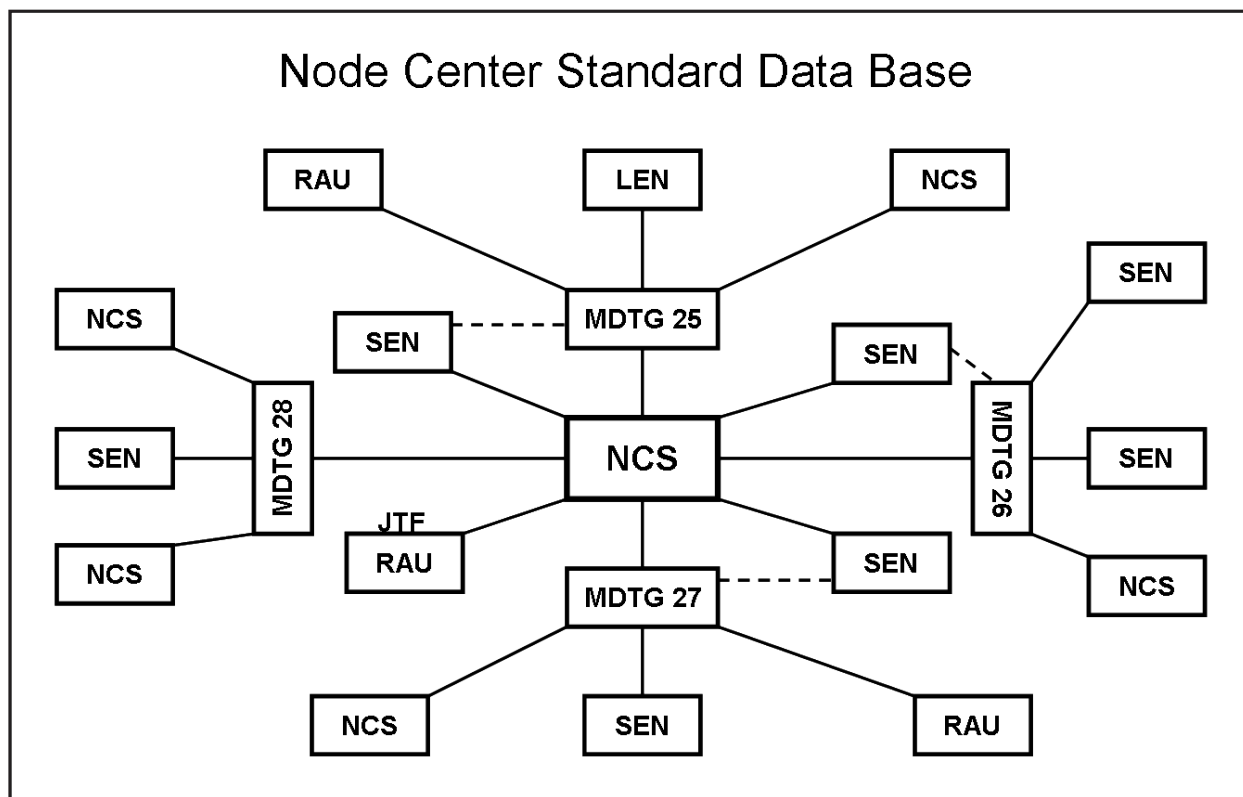 Node Center Standard Data Base
RAU
LEN
NCS
SEN
NCS
MDTG 25
SEN
SEN
MDTG 28
MDTG 26
SEN
NCS
SEN
JTF
RAU
SEN
NCS
NCS
MDTG 27
NCS
SEN
RAU